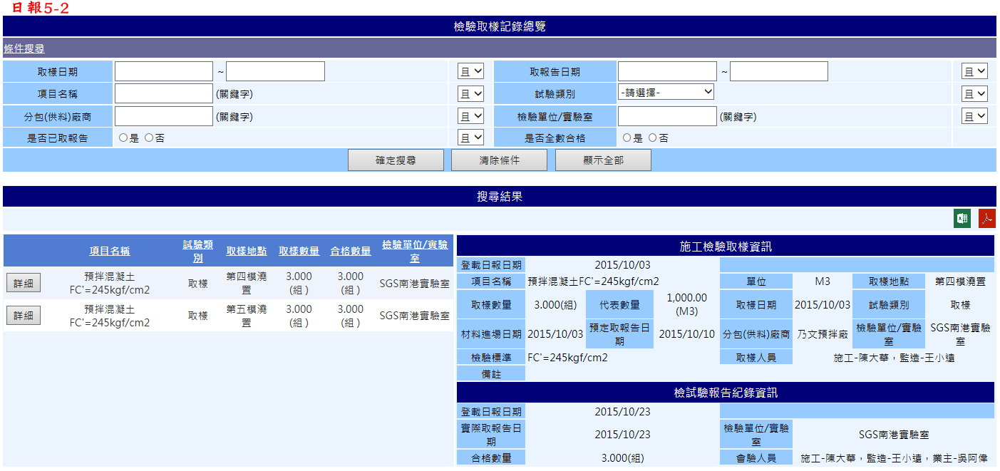 日報5-2
檢驗取樣記錄總覽
條件搜尋
取樣日期 ~ 且 取報告日期 ~ 且
項目名稱 (關鍵字) 且 試驗類別 -請選擇- 且
分包(供料)廠商 (關鍵字) 且 檢驗單位/實驗室 (關鍵字) 且
是否已取報告 是 否 且 是否全數合格 是 否
確定搜尋 清除條件 顯示全部
搜尋結果
項目名稱 試驗類別 取樣地點 取樣數量 合格數量 檢驗單位/實驗室
詳細 預拌混凝土FC'=245kgf/cm2 取樣 第四模澆置 3.000(組) 3.000(組) SGS南港實驗室
詳細 預拌混凝土FC'=245kgf/cm2 取樣 第五模澆置 3.000(組) 3.000(組) SGS南港實驗室
施工檢驗取樣資訊
登載日報日期 2015/10/03
項目名稱 預拌混凝土FC'=245kgf/cm2 單位 M3 取樣地點 第四模澆置
取樣數量 3.000(組) 代表數量 1,000.00(M3) 取樣日期 2015/10/03 試驗類別 取樣
材料進場日期 2015/10/03 預定取報告日期 2015/10/10 分包(供料)廠商 乃文預拌廠 檢驗單位/實驗室 SGS南港實驗室
檢驗標準 FC'=245kgf/cm2 取樣人員 施工-陳大華，監造-王小遠
備註
檢試驗報告紀錄資訊
登載日報日期 2015/10/23
實際取報告日期 2015/10/23 檢驗單位/實驗室 SGS南港實驗室
合格數量 3.000(組) 會驗人員 施工-陳大華，監造-王小遠，業主-吳阿偉